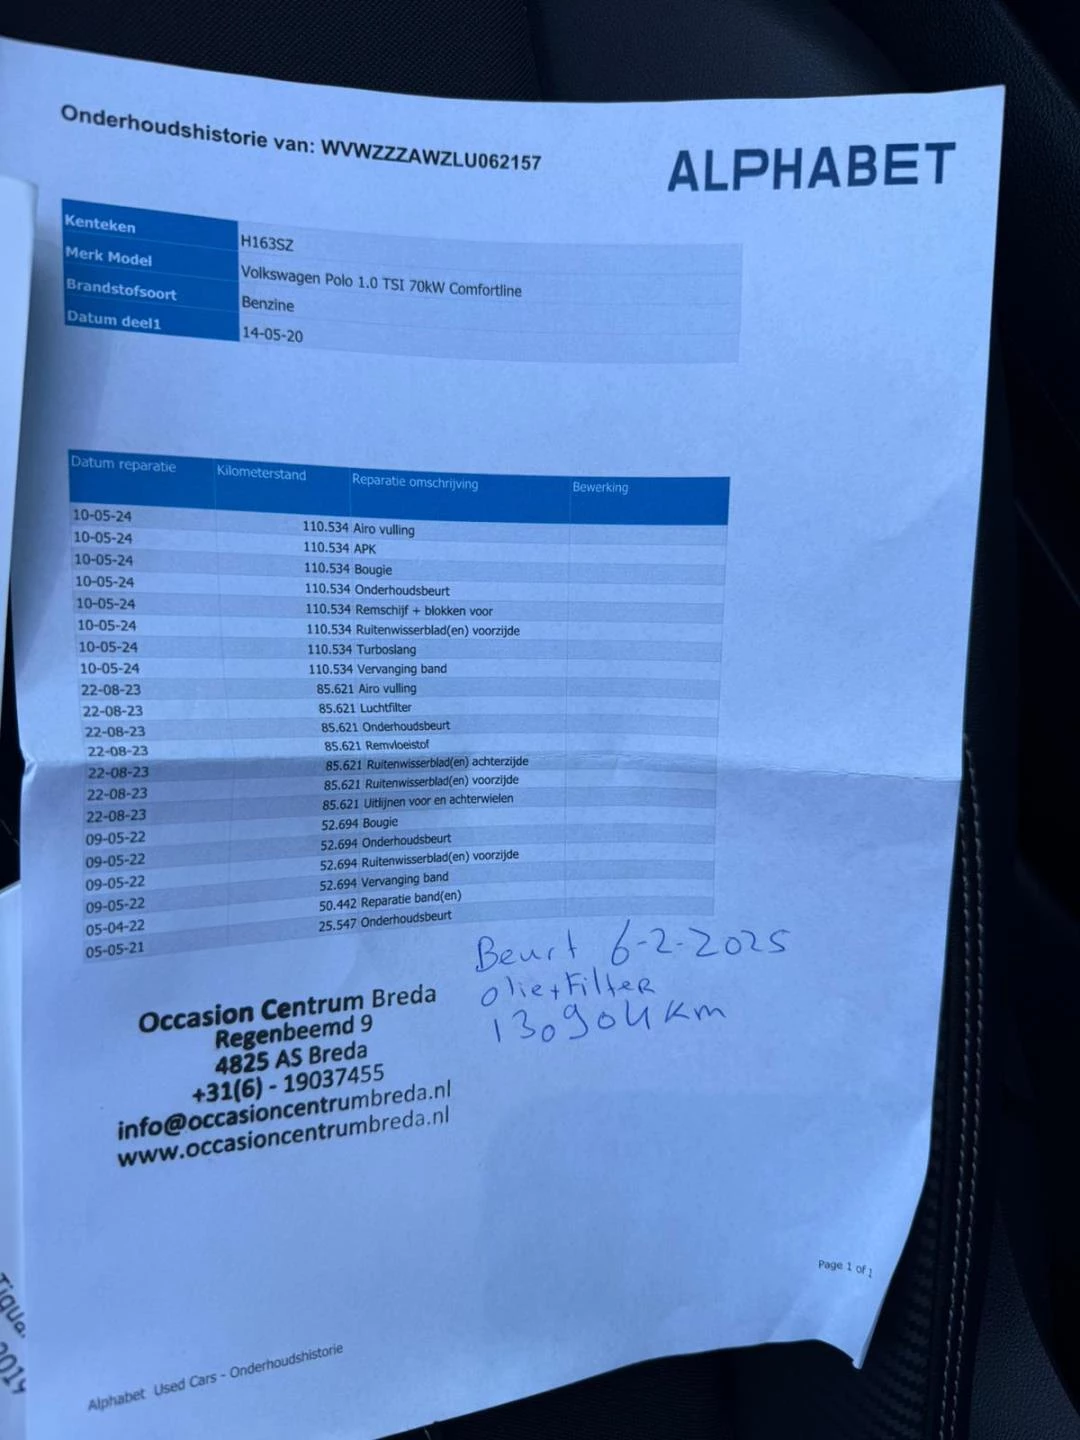 Onderhoudshistorie van: WVWZZZAWZLU062157
ALPHABET
Kenteken H163SZ
Merk Model Volkswagen Polo 1.0 TSI 70kW Comfortline
Brandstofsoort Benzine
Datum deel1 14-05-20
Datum reparatie Kilometerstand Reparatie omschrijving Bewerking
10-05-24 110.534 Airo vulling
10-05-24 110.534 APK
10-05-24 110.534 Bougie
10-05-24 110.534 Onderhoudsbeurt
10-05-24 110.534 Remschijf + blokken voor
10-05-24 110.534 Ruitenwisserblad(en) voorzijde
10-05-24 110.534 Turboslang
10-05-24 110.534 Vervanging band
22-08-23 85.621 Airo vulling
22-08-23 85.621 Luchtfilter
22-08-23 85.621 Onderhoudsbeurt
22-08-23 85.621 Remvloeistof
22-08-23 85.621 Ruitenwisserblad(en) achterzijde
22-08-23 85.621 Ruitenwisserblad(en) voorzijde
22-08-23 85.621 Uitlijnen voor en achterwielen
09-05-22 52.694 Bougie
09-05-22 52.694 Onderhoudsbeurt
09-05-22 52.694 Ruitenwisserblad(en) voorzijde
09-05-22 52.694 Vervanging band
05-04-22 50.442 Reparatie band(en)
05-05-21 25.547 Onderhoudsbeurt
Beurt 6-2-2025
Olie + Filter
130904 km
Occasion Centrum Breda
Regenbeemd 9
4825 AS Breda
+31(6) - 19037455
info@occasioncentrumbreda.nl
www.occasioncentrumbreda.nl
Page 1 of 1
Alphabet Used Cars - Onderhoudshistorie